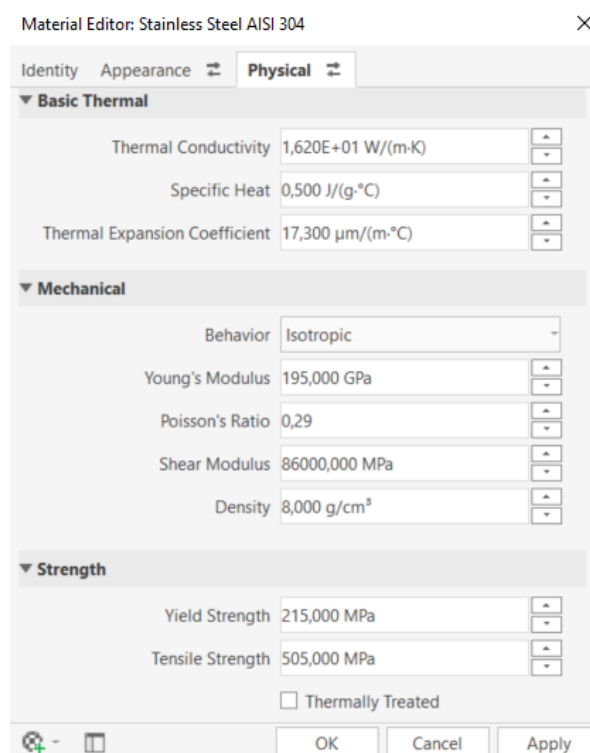 Material Editor: Stainless Steel AISI 304
Identity Appearance Physical
Basic Thermal
Thermal Conductivity 1,620E+01 W/(m·K)
Specific Heat 0,500 J/(g·°C)
Thermal Expansion Coefficient 17,300 µm/(m·°C)
Mechanical
Behavior Isotropic
Young's Modulus 195,000 GPa
Poisson's Ratio 0,29
Shear Modulus 86000,000 MPa
Density 8,000 g/cm³
Strength
Yield Strength 215,000 MPa
Tensile Strength 505,000 MPa
Thermally Treated
OK Cancel Apply